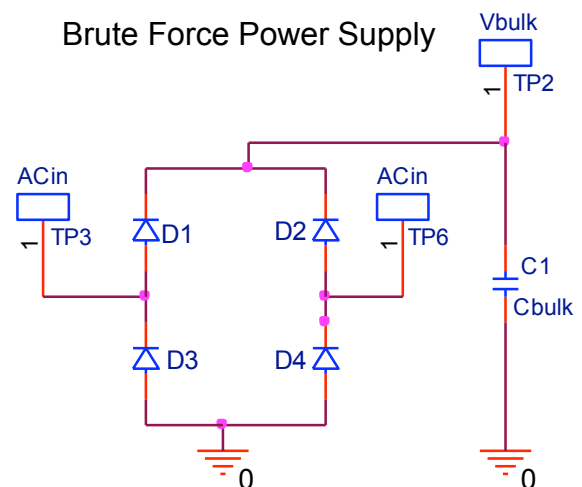 Brute Force Power Supply
Vbulk
1
TP2
ACin
1
TP3
ACin
1
TP6
D1
D2
C1
Cbulk
D3
D4
0
0